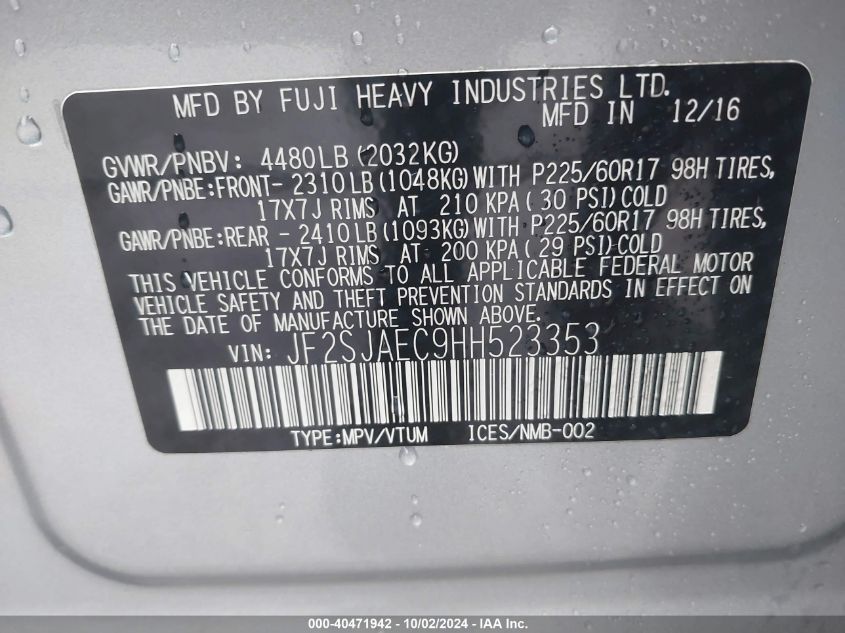 MFD BY FUJI HEAVY INDUSTRIES LTD.
MFD IN 12/16
GVWR/PNBV: 4480LB (2032KG)
GAWR/PNBE:FRONT- 2310LB(1048KG)WITH P225/60R17 98H TIRES,
17X7J RIMS AT 210 KPA( 30 PSI)COLD
GAWR/PNBE:REAR - 2410LB(1093KG)WITH P225/60R17 98H TIRES,
17X7J RIMS AT 200 KPA(29 PSI)COLD
THIS VEHICLE CONFORMS TO ALL APPLICABLE FEDERAL MOTOR
VEHICLE SAFETY AND THEFT PREVENTION STANDARDS IN EFFECT ON
THE DATE OF MANUFACTURE SHOWN ABOVE.
VIN: JF2SJAEC9HH523353
TYPE:MPV/VTUM ICES/NMB-002
000-40471942 - 10/02/2024 - IAA Inc.